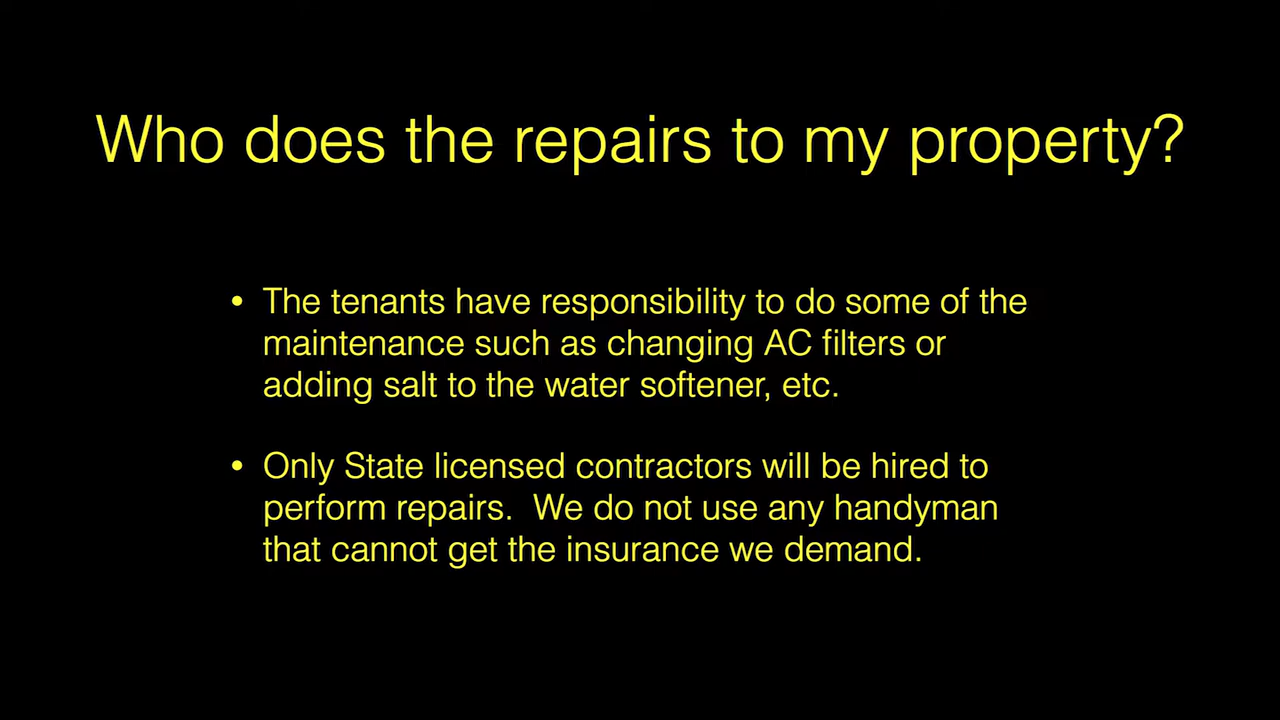 Who does the repairs to my property?
• The tenants have responsibility to do some of the
maintenance such as changing AC filters or
adding salt to the water softener, etc.
• Only State licensed contractors will be hired to
perform repairs.  We do not use any handyman
that cannot get the insurance we demand.